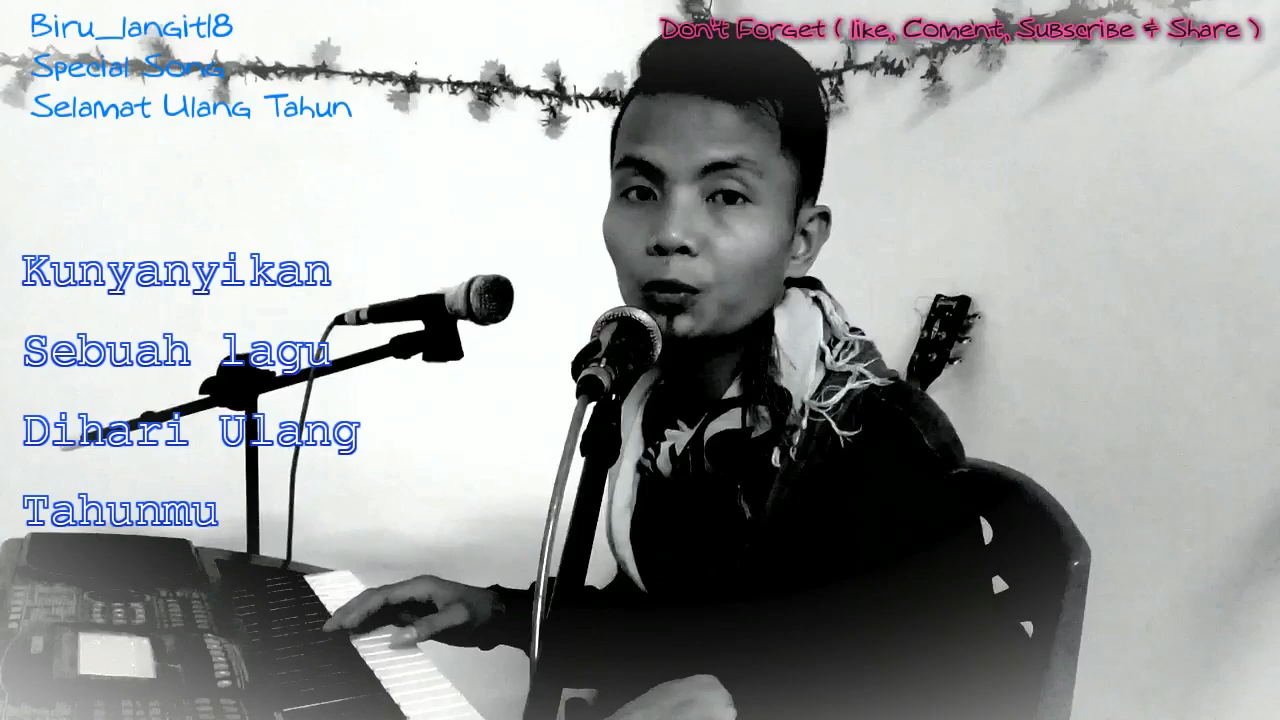 Biru_langit18
Special Song
Selamat Ulang Tahun
Don't Forget ( like, Coment, Subscribe & Share )
Kunyanyikan
Sebuah lagu
Dihari Ulang
Tahunmu